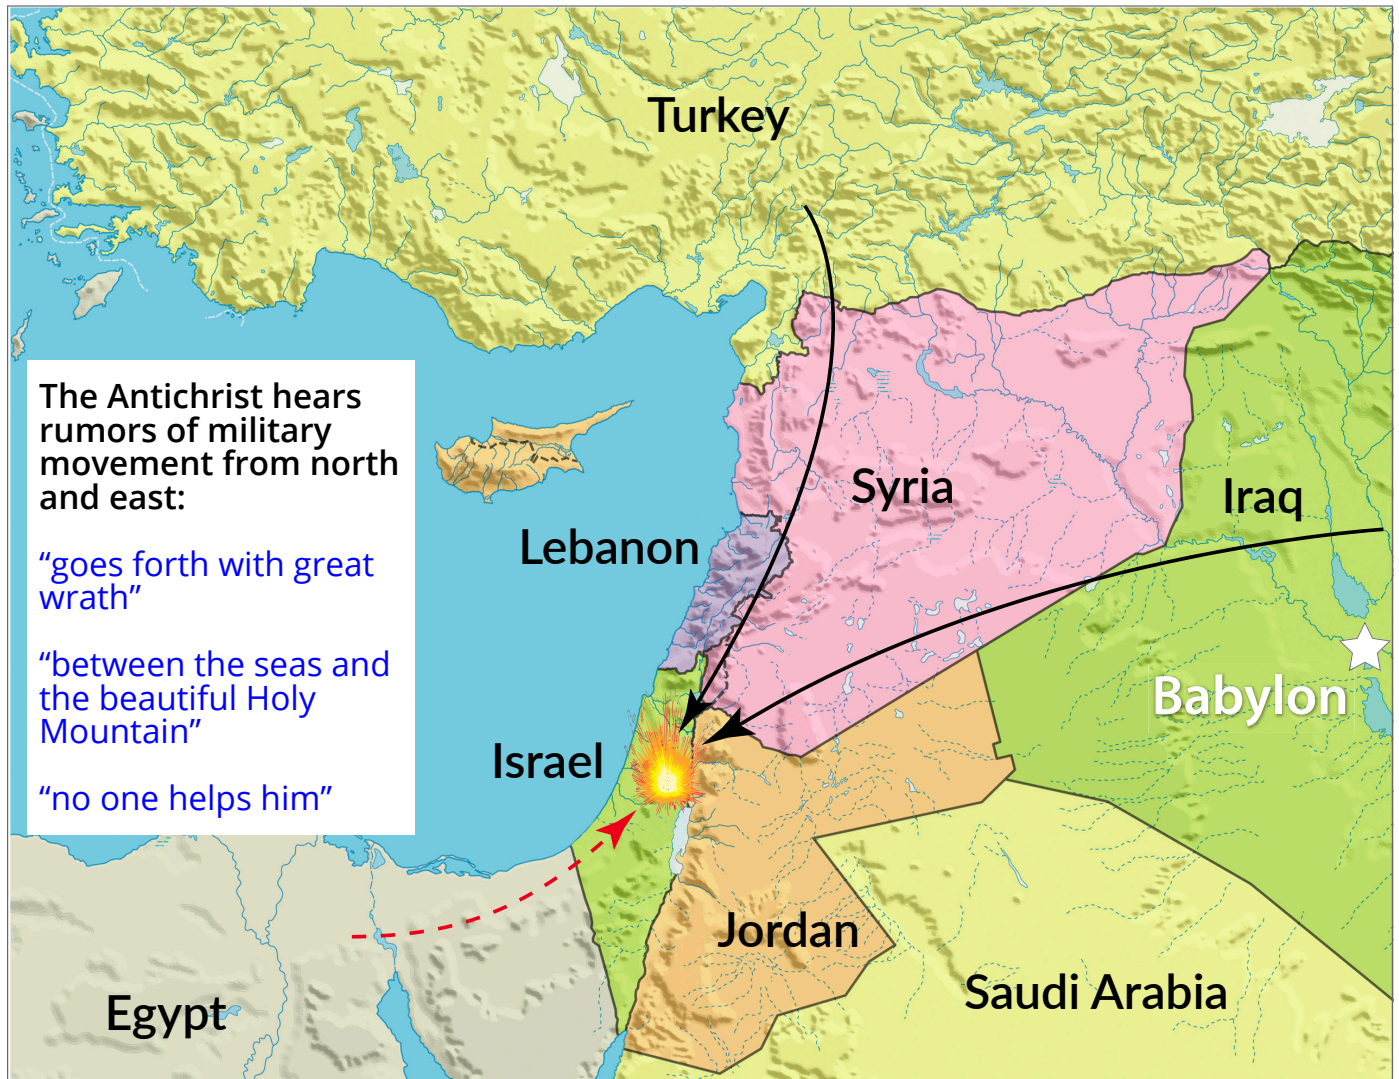 Turkey
The Antichrist hears
rumors of military
movement from north
and east:
“goes forth with great
wrath”
“between the seas and
the beautiful Holy
Mountain”
“no one helps him”
Syria
Iraq
Lebanon
Babylon
Israel
Jordan
Saudi Arabia
Egypt